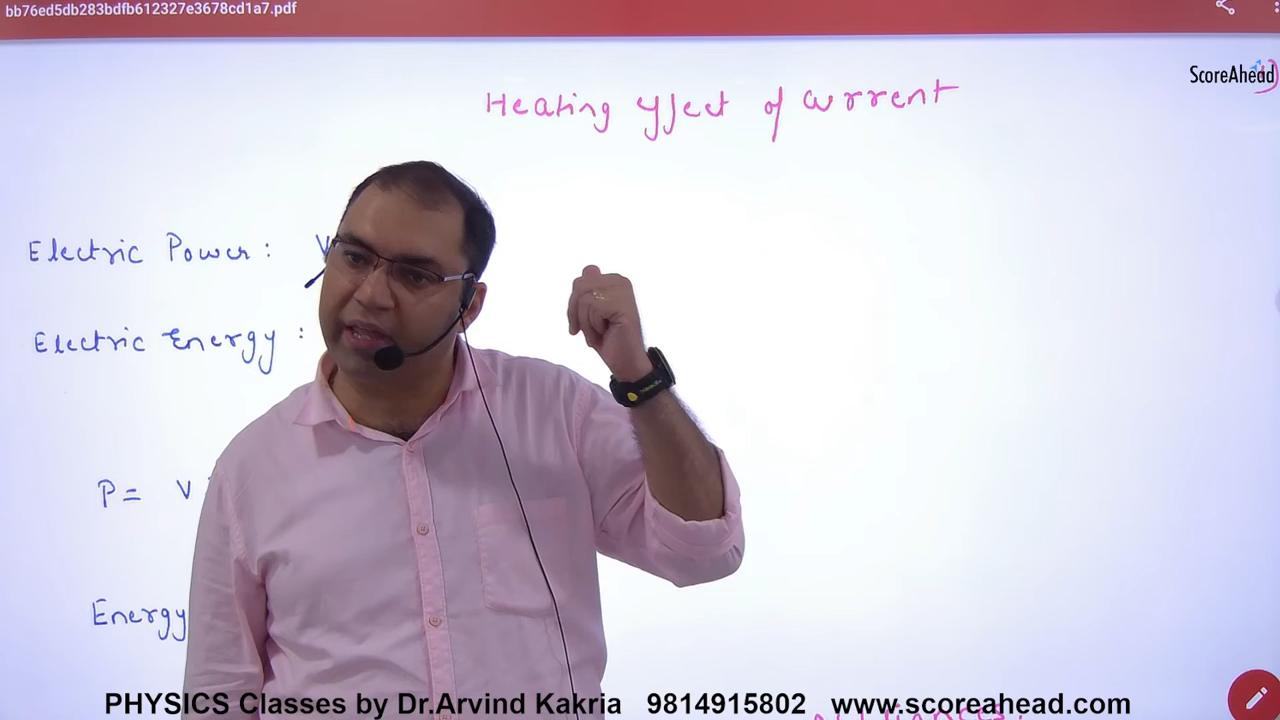 bb76ed5db283bdfb612327e3678cd1a7.pdf
ScoreAhead
Heating effect of current
Electric Power : V
Electric Energy :
P = V
Energy
PHYSICS Classes by Dr.Arvind Kakria 9814915802 www.scoreahead.com